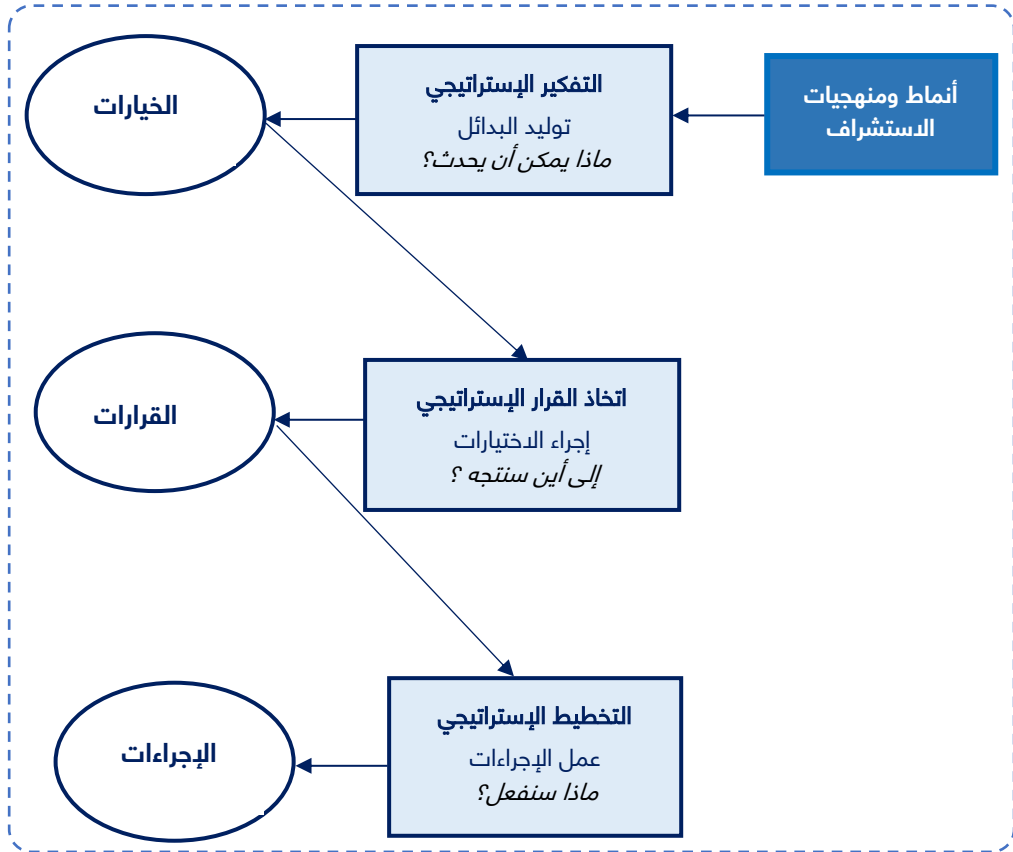 أنماط ومنهجيات
الاستشراف
التفكير الإستراتيجي
توليد البدائل
ماذا يمكن أن يحدث؟
الخيارات
اتخاذ القرار الإستراتيجي
إجراء الاختيارات
إلى أين سنتجه ؟
القرارات
التخطيط الإستراتيجي
عمل الإجراءات
ماذا سنفعل؟
الإجراءات